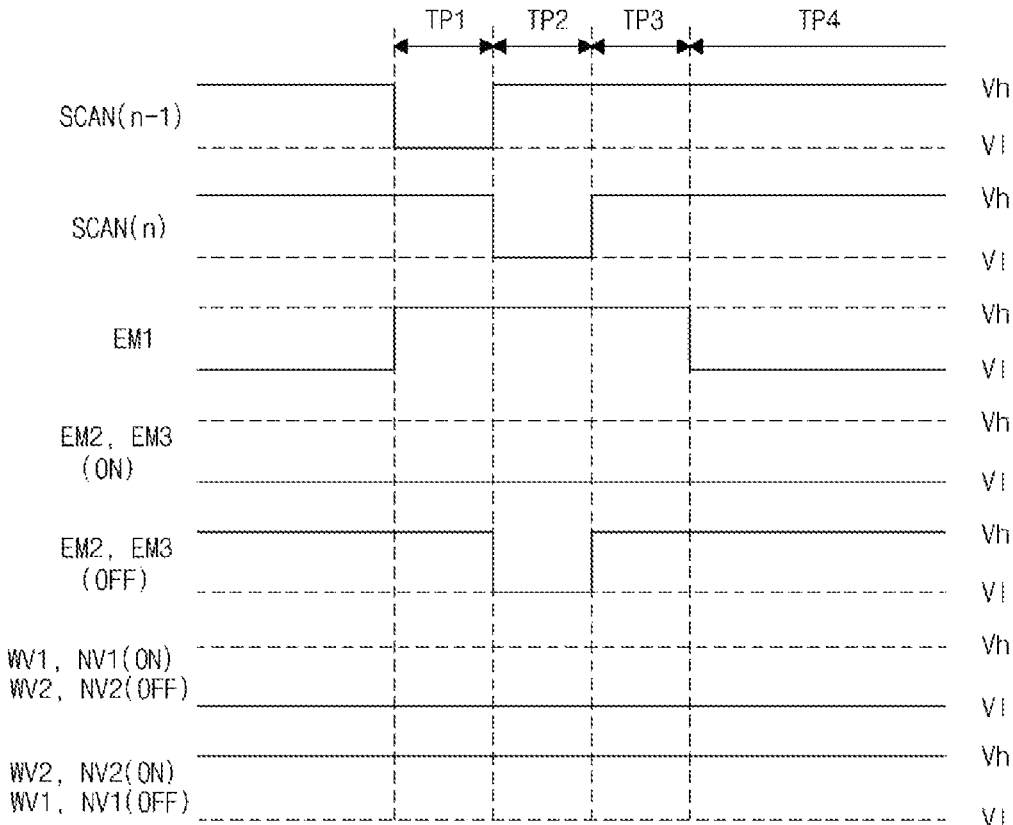 TP1 TP2 TP3 TP4
SCAN(n-1) Vh
Vl
SCAN(n) Vh
Vl
EM1 Vh
Vl
EM2, EM3 Vh
(ON) Vl
EM2, EM3 Vh
(OFF) Vl
WV1, NV1(ON) Vh
WV2, NV2(OFF) Vl
WV2, NV2(ON) Vh
WV1, NV1(OFF) Vl